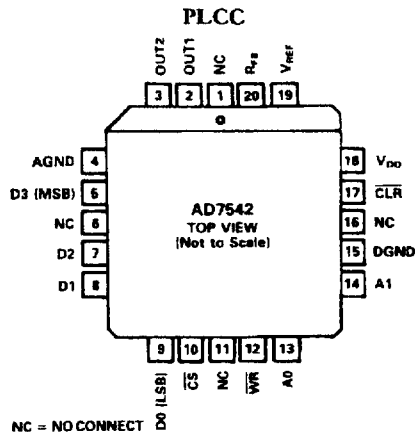 PLCC
OUT2
OUT1
NC
RFB
VREF
3
2
1
20
19
AGND 4
D3 (MSB) 5
NC 6
D2 7
D1 8
AD7542
TOP VIEW
(Not to Scale)
18 VDD
17 CLR
16 NC
15 DGND
14 A1
9
10
11
12
13
D0 (LSB)
CS
NC
WR
A0
NC = NO CONNECT